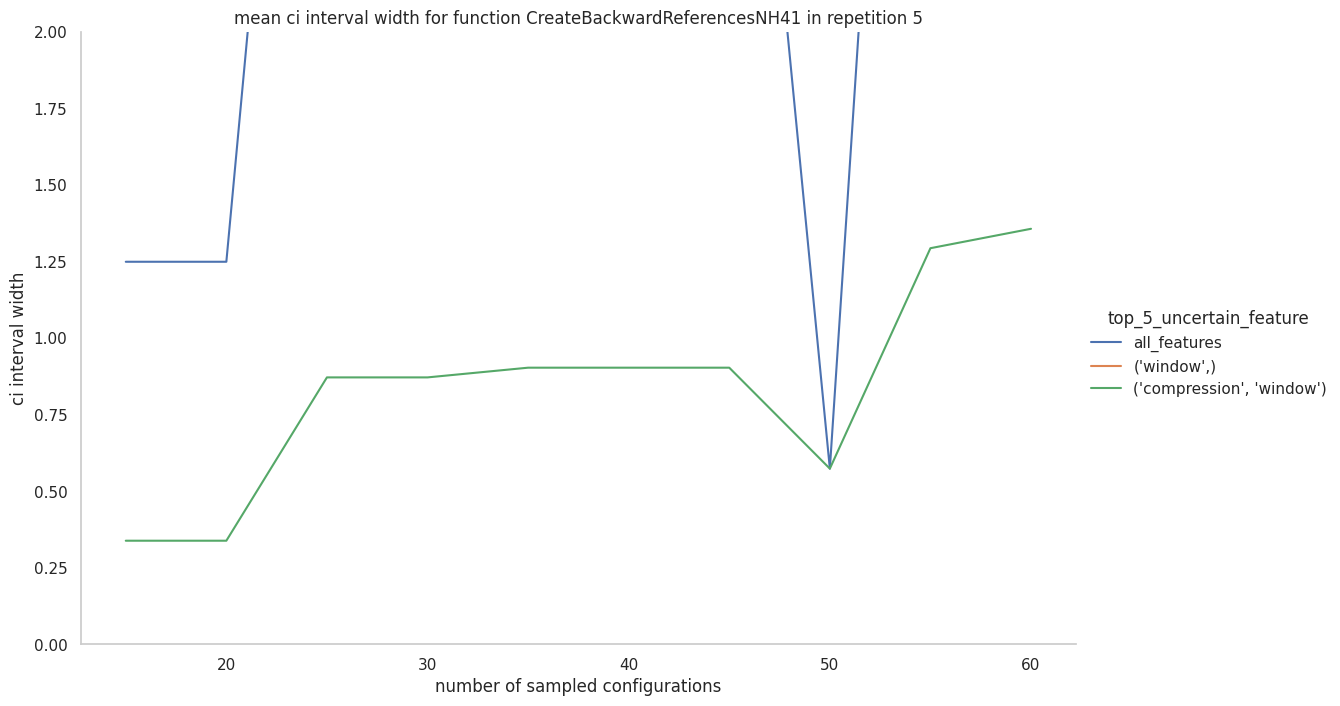 mean ci interval width for function CreateBackwardReferencesNH41 in repetition 5
2.00
1.75
1.50
1.25
1.00
0.75
0.50
0.25
0.00
ci interval width
20
30
40
50
60
number of sampled configurations
top_5_uncertain_feature
all_features
('window',)
('compression', 'window')